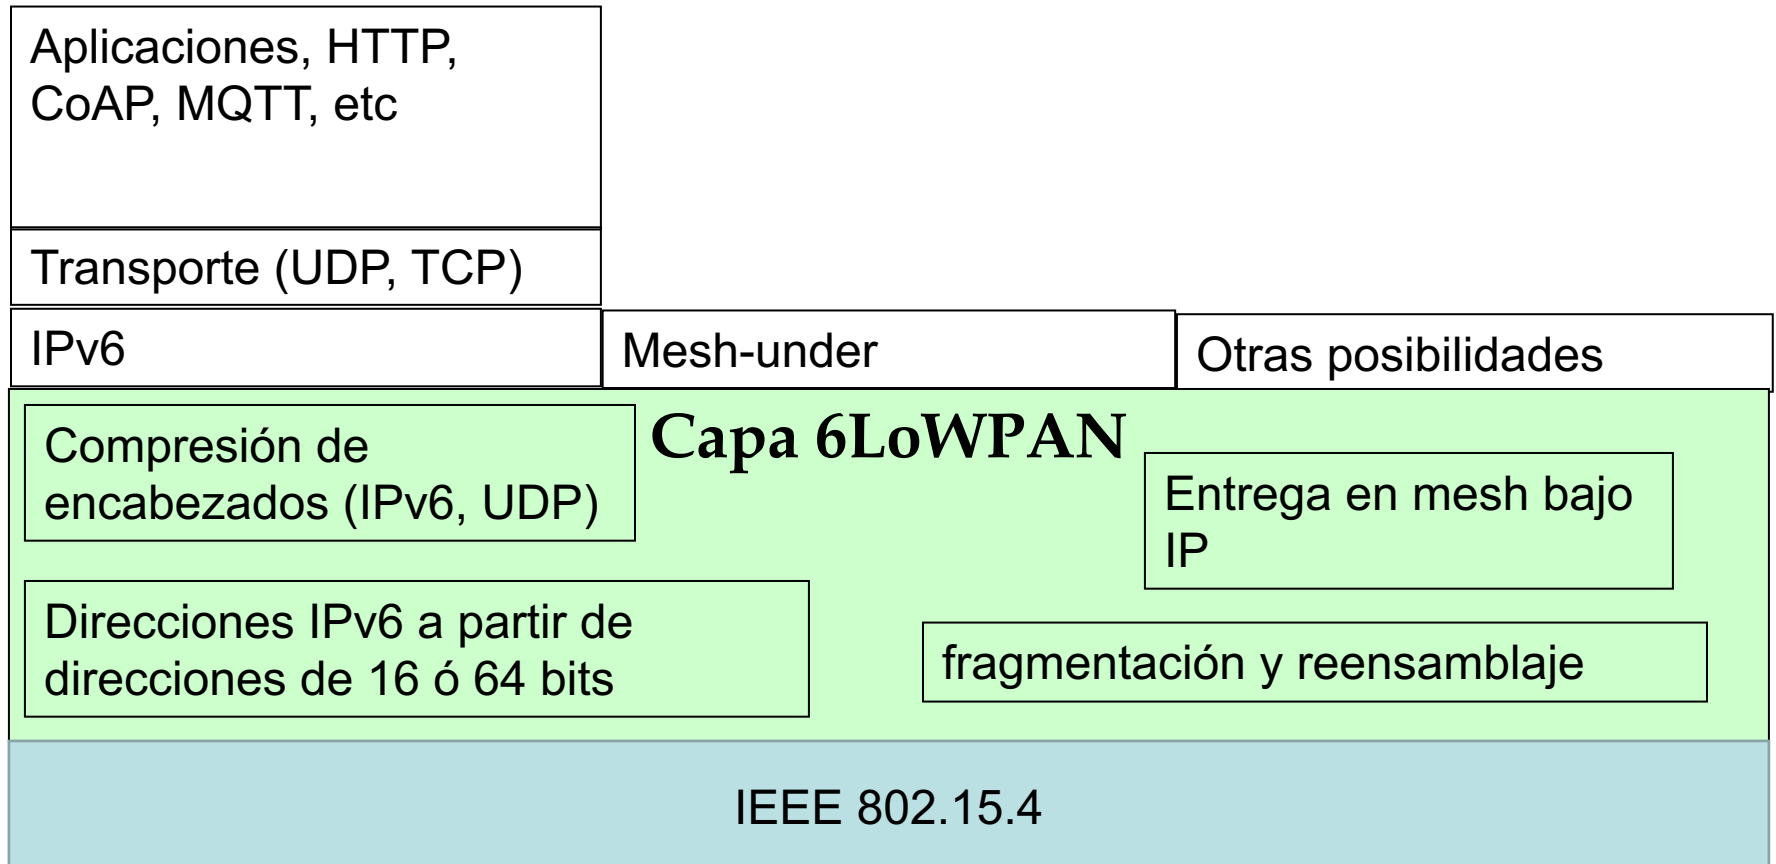 Aplicaciones, HTTP,
CoAP, MQTT, etc
Transporte (UDP, TCP)
IPv6
Mesh-under
Otras posibilidades
Capa 6LoWPAN
Compresión de
encabezados (IPv6, UDP)
Entrega en mesh bajo
IP
Direcciones IPv6 a partir de
direcciones de 16 ó 64 bits
fragmentación y reensamblaje
IEEE 802.15.4